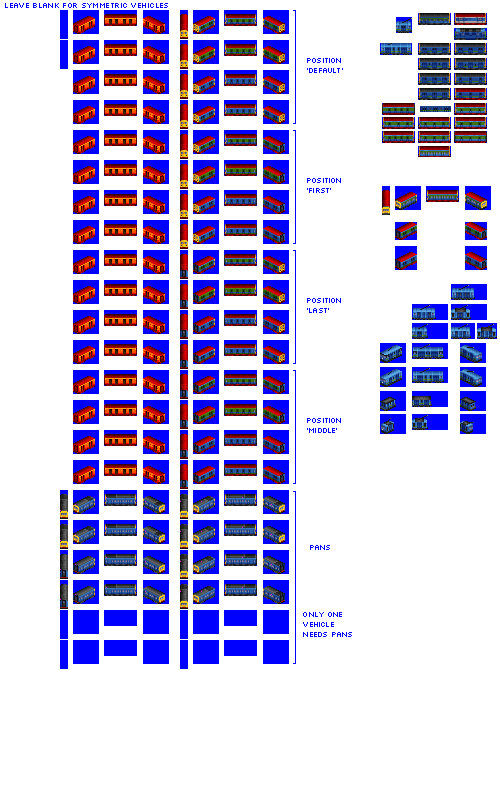 LEAVE BLANK FOR SYMMETRIC VEHICLES
POSITION
'DEFAULT'
POSITION
'FIRST'
POSITION
'LAST'
POSITION
'MIDDLE'
PANS
ONLY ONE
VEHICLE
NEEDS PANS